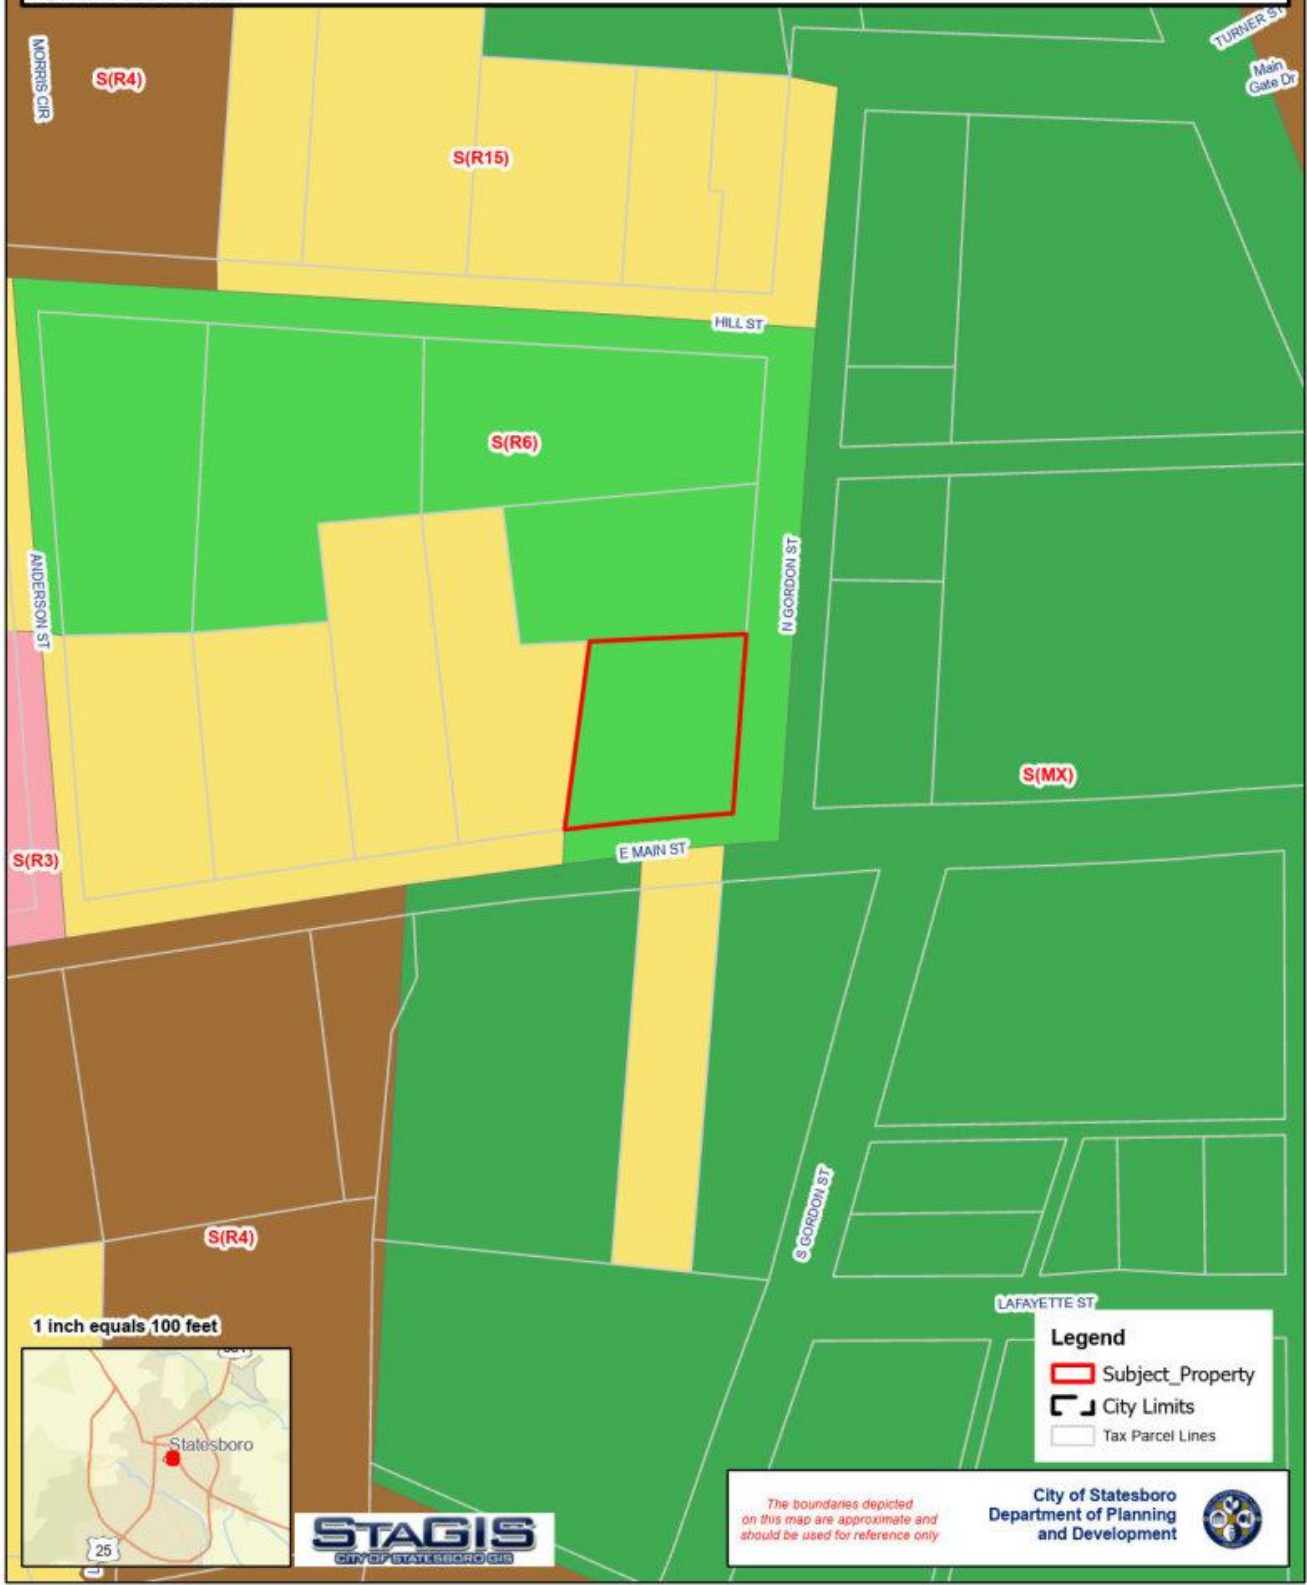 TURNER ST
MORRIS CIR
S(R4)
Main
Gate Dr
S(R15)
HILL ST
S(R6)
N GORDON ST
ANDERSON ST
S(MX)
E MAIN ST
S(R3)
S GORDON ST
S(R4)
LAFAYETTE ST
1 inch equals 100 feet
Legend
Subject_Property
City Limits
Tax Parcel Lines
Statesboro
25
The boundaries depicted
on this map are approximate and
should be used for reference only
City of Statesboro
Department of Planning
and Development
STAGIS
CITY OF STATESBORO GIS